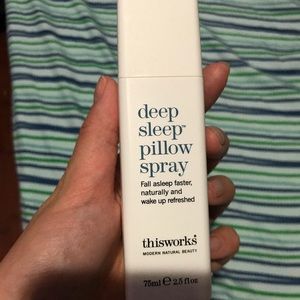 deep
sleep™
pillow
spray
Fall asleep faster,
naturally and
wake up refreshed
thisworks®
MODERN NATURAL BEAUTY
75ml ℮ 2.5 fl oz